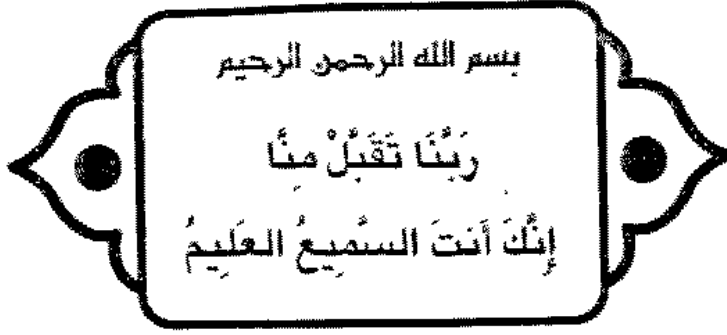 بسم الله الرحمن الرحيم
رَبَّنَا تَقَبَّلْ مِنَّا
إِنَّكَ أَنتَ السَّمِيعُ العَلِيمُ